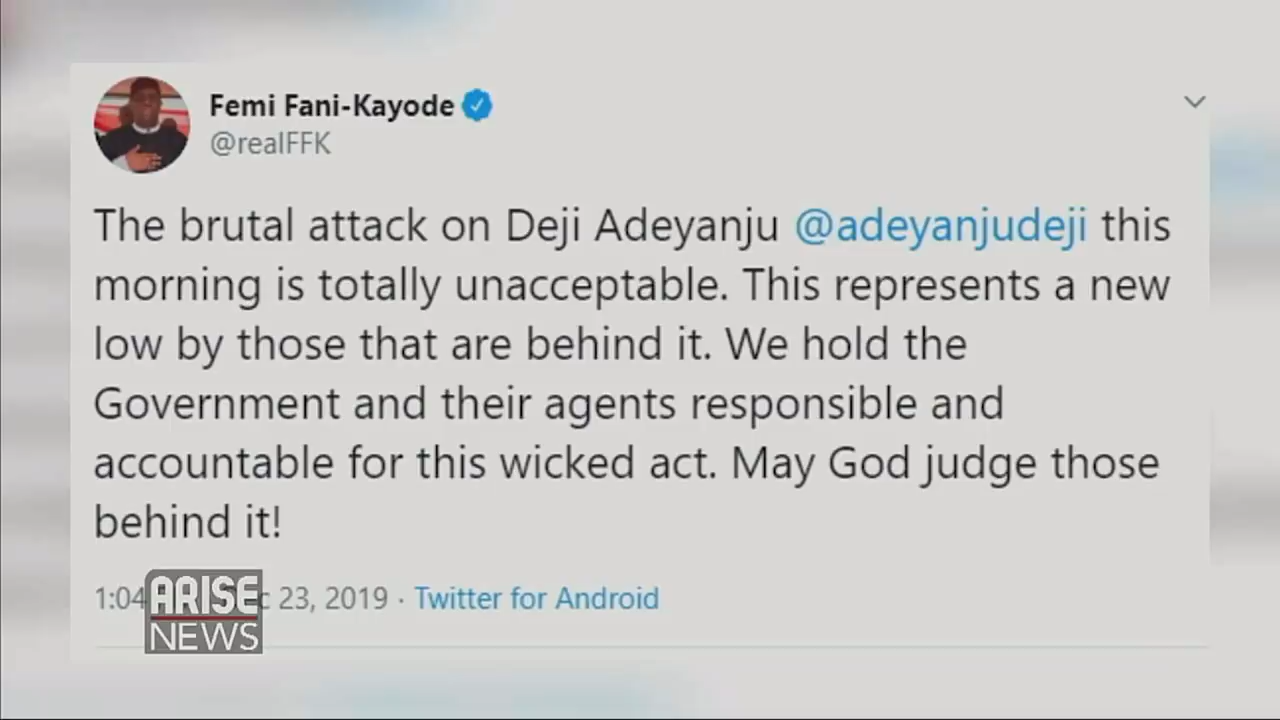 Femi Fani-Kayode
@realFFK
The brutal attack on Deji Adeyanju @adeyanjudeji this
morning is totally unacceptable. This represents a new
low by those that are behind it. We hold the
Government and their agents responsible and
accountable for this wicked act. May God judge those
behind it!
1:04 23, 2019 · Twitter for Android
ARISE
NEWS